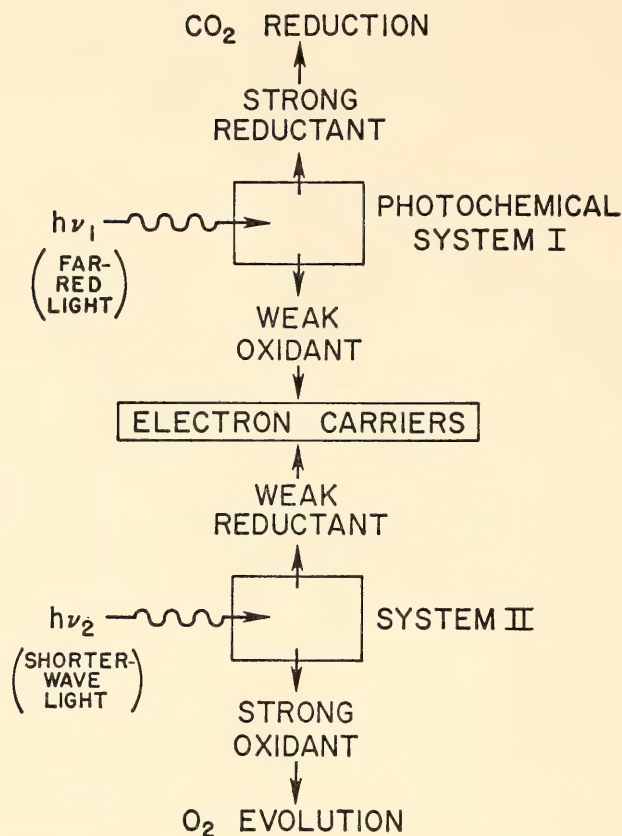 CO₂ REDUCTION
STRONG
REDUCTANT
hν₁
(FAR-
RED
LIGHT)
PHOTOCHEMICAL
SYSTEM I
WEAK
OXIDANT
ELECTRON CARRIERS
WEAK
REDUCTANT
hν₂
(SHORTER-
WAVE
LIGHT)
SYSTEM II
STRONG
OXIDANT
O₂ EVOLUTION